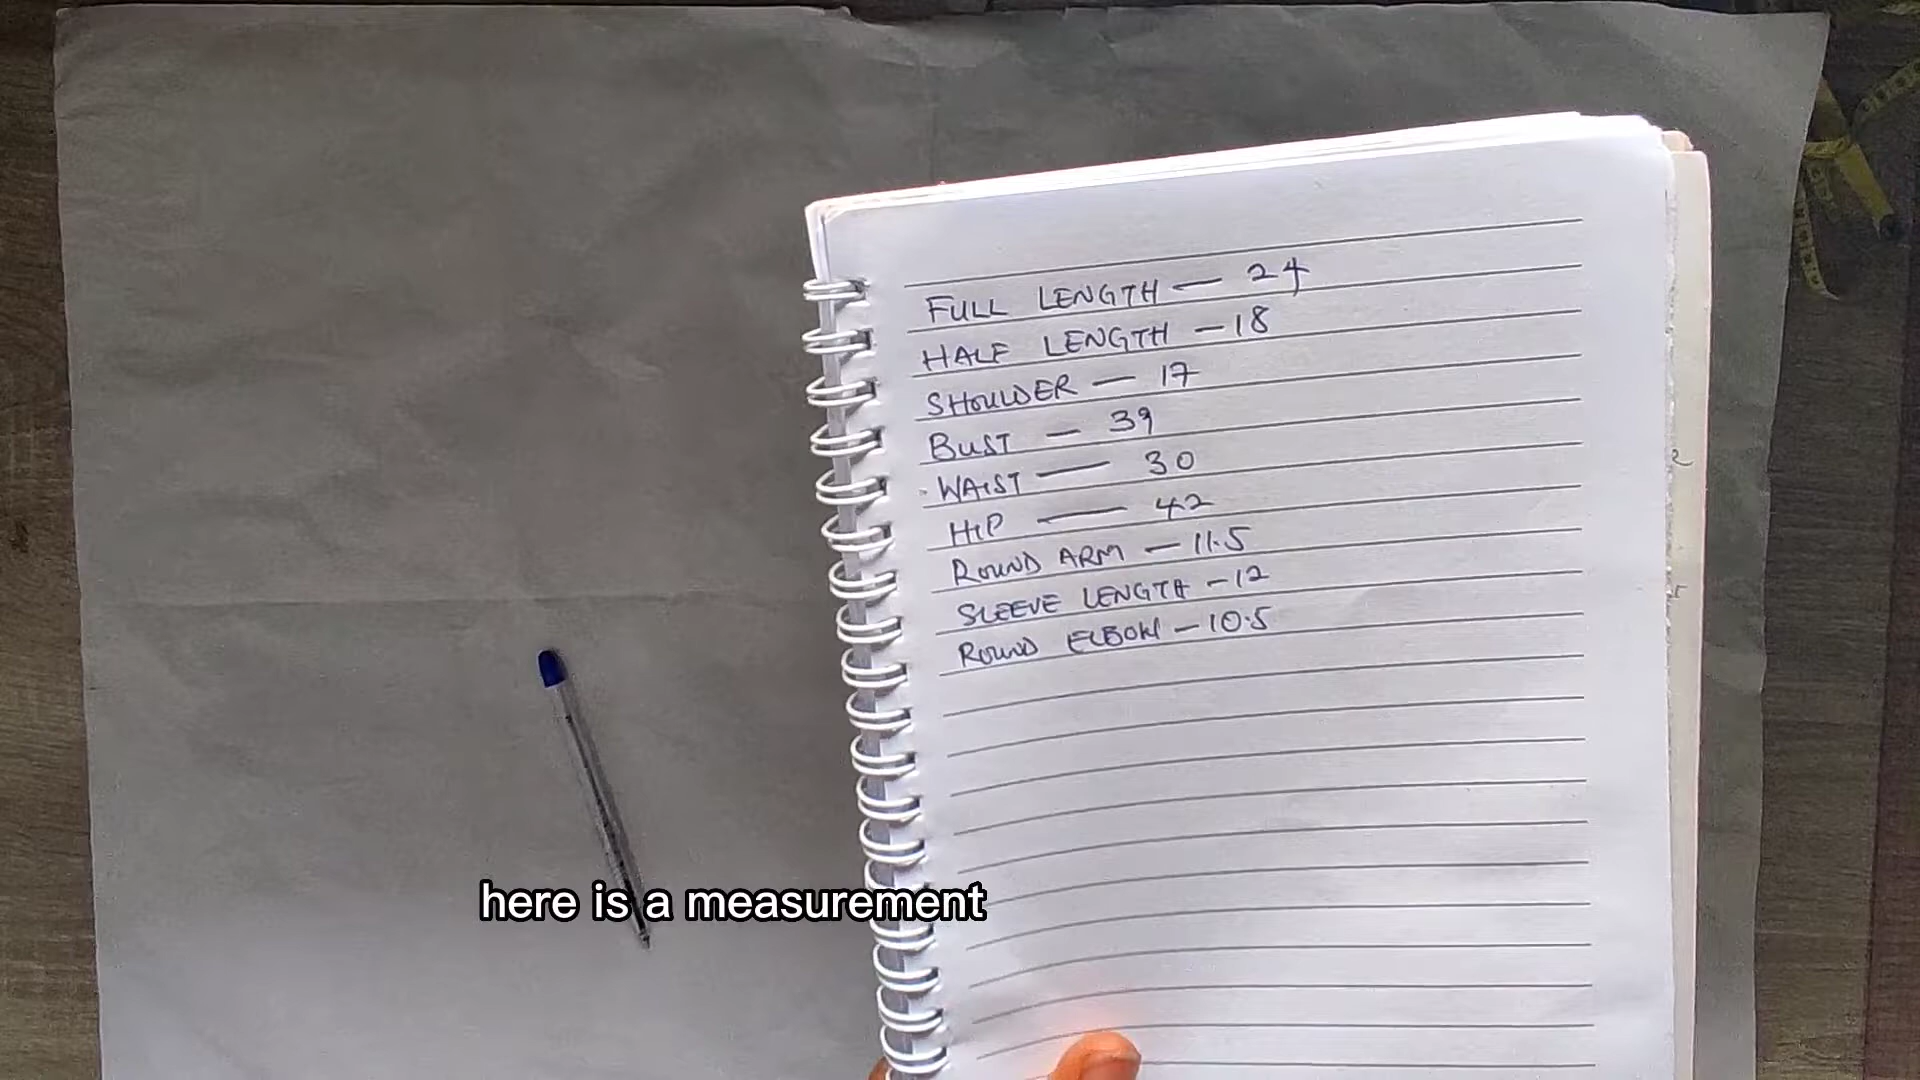 FULL LENGTH — 24
HALF LENGTH - 18
SHOULDER — 17
BUST — 39
WAIST — 30
HIP — 42
ROUND ARM — 11.5
SLEEVE LENGTH - 12
ROUND ELBOW - 10.5
here is a measurement